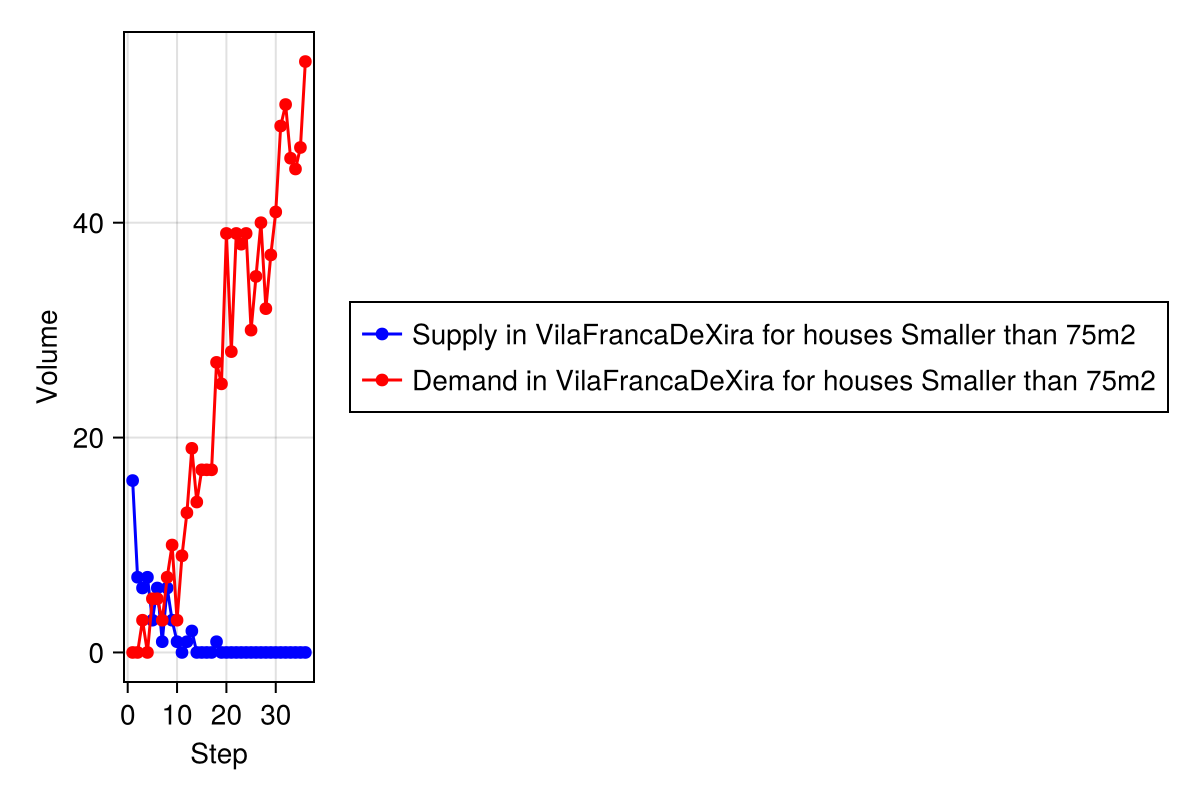 Volume
40
20
0
0 10 20 30
Step
Supply in VilaFrancaDeXira for houses Smaller than 75m2
Demand in VilaFrancaDeXira for houses Smaller than 75m2